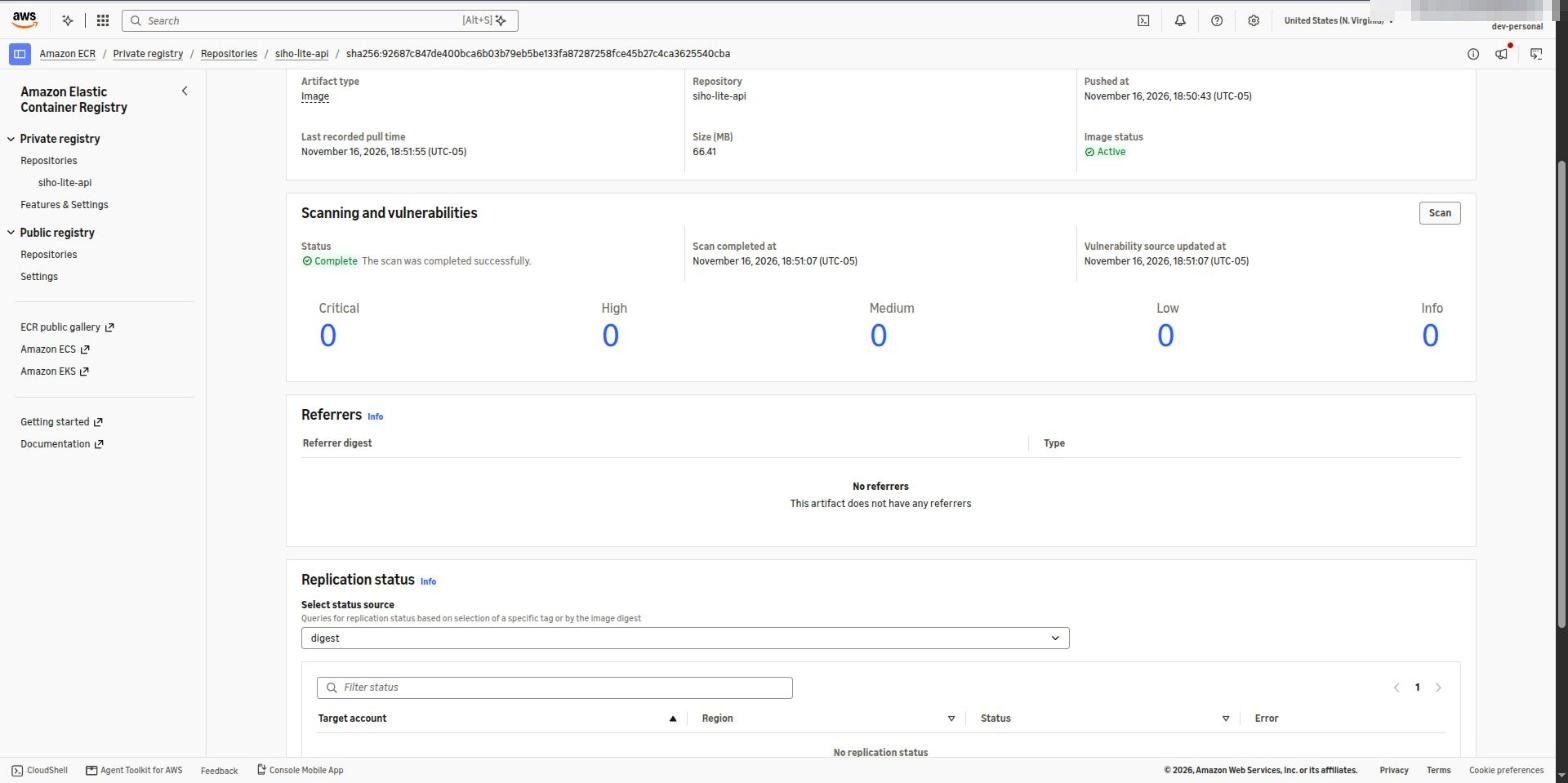 aws
Search
[Alt+S]
United States (N. Virginia)
dev-personal
Amazon ECR / Private registry / Repositories / siho-lite-api / sha256:92687c847de400bca6b03b79eb5be133fa87287258fce45b27c4ca3625540cba
Amazon Elastic
Container Registry
Private registry
Repositories
siho-lite-api
Features & Settings
Public registry
Repositories
Settings
ECR public gallery
Amazon ECS
Amazon EKS
Getting started
Documentation
Artifact type
Image
Repository
siho-lite-api
Pushed at
November 16, 2026, 18:50:43 (UTC-05)
Last recorded pull time
November 16, 2026, 18:51:55 (UTC-05)
Size (MB)
66.41
Image status
Active
Scanning and vulnerabilities
Scan
Status
Complete The scan was completed successfully.
Scan completed at
November 16, 2026, 18:51:07 (UTC-05)
Vulnerability source updated at
November 16, 2026, 18:51:07 (UTC-05)
Critical
0
High
0
Medium
0
Low
0
Info
0
Referrers Info
Referrer digest
Type
No referrers
This artifact does not have any referrers
Replication status Info
Select status source
Queries for replication status based on selection of a specific tag or by the image digest
digest
Filter status
1
Target account
Region
Status
Error
No replication status
CloudShell
Agent Toolkit for AWS
Feedback
Console Mobile App
© 2026, Amazon Web Services, Inc. or its affiliates.
Privacy
Terms
Cookie preferences